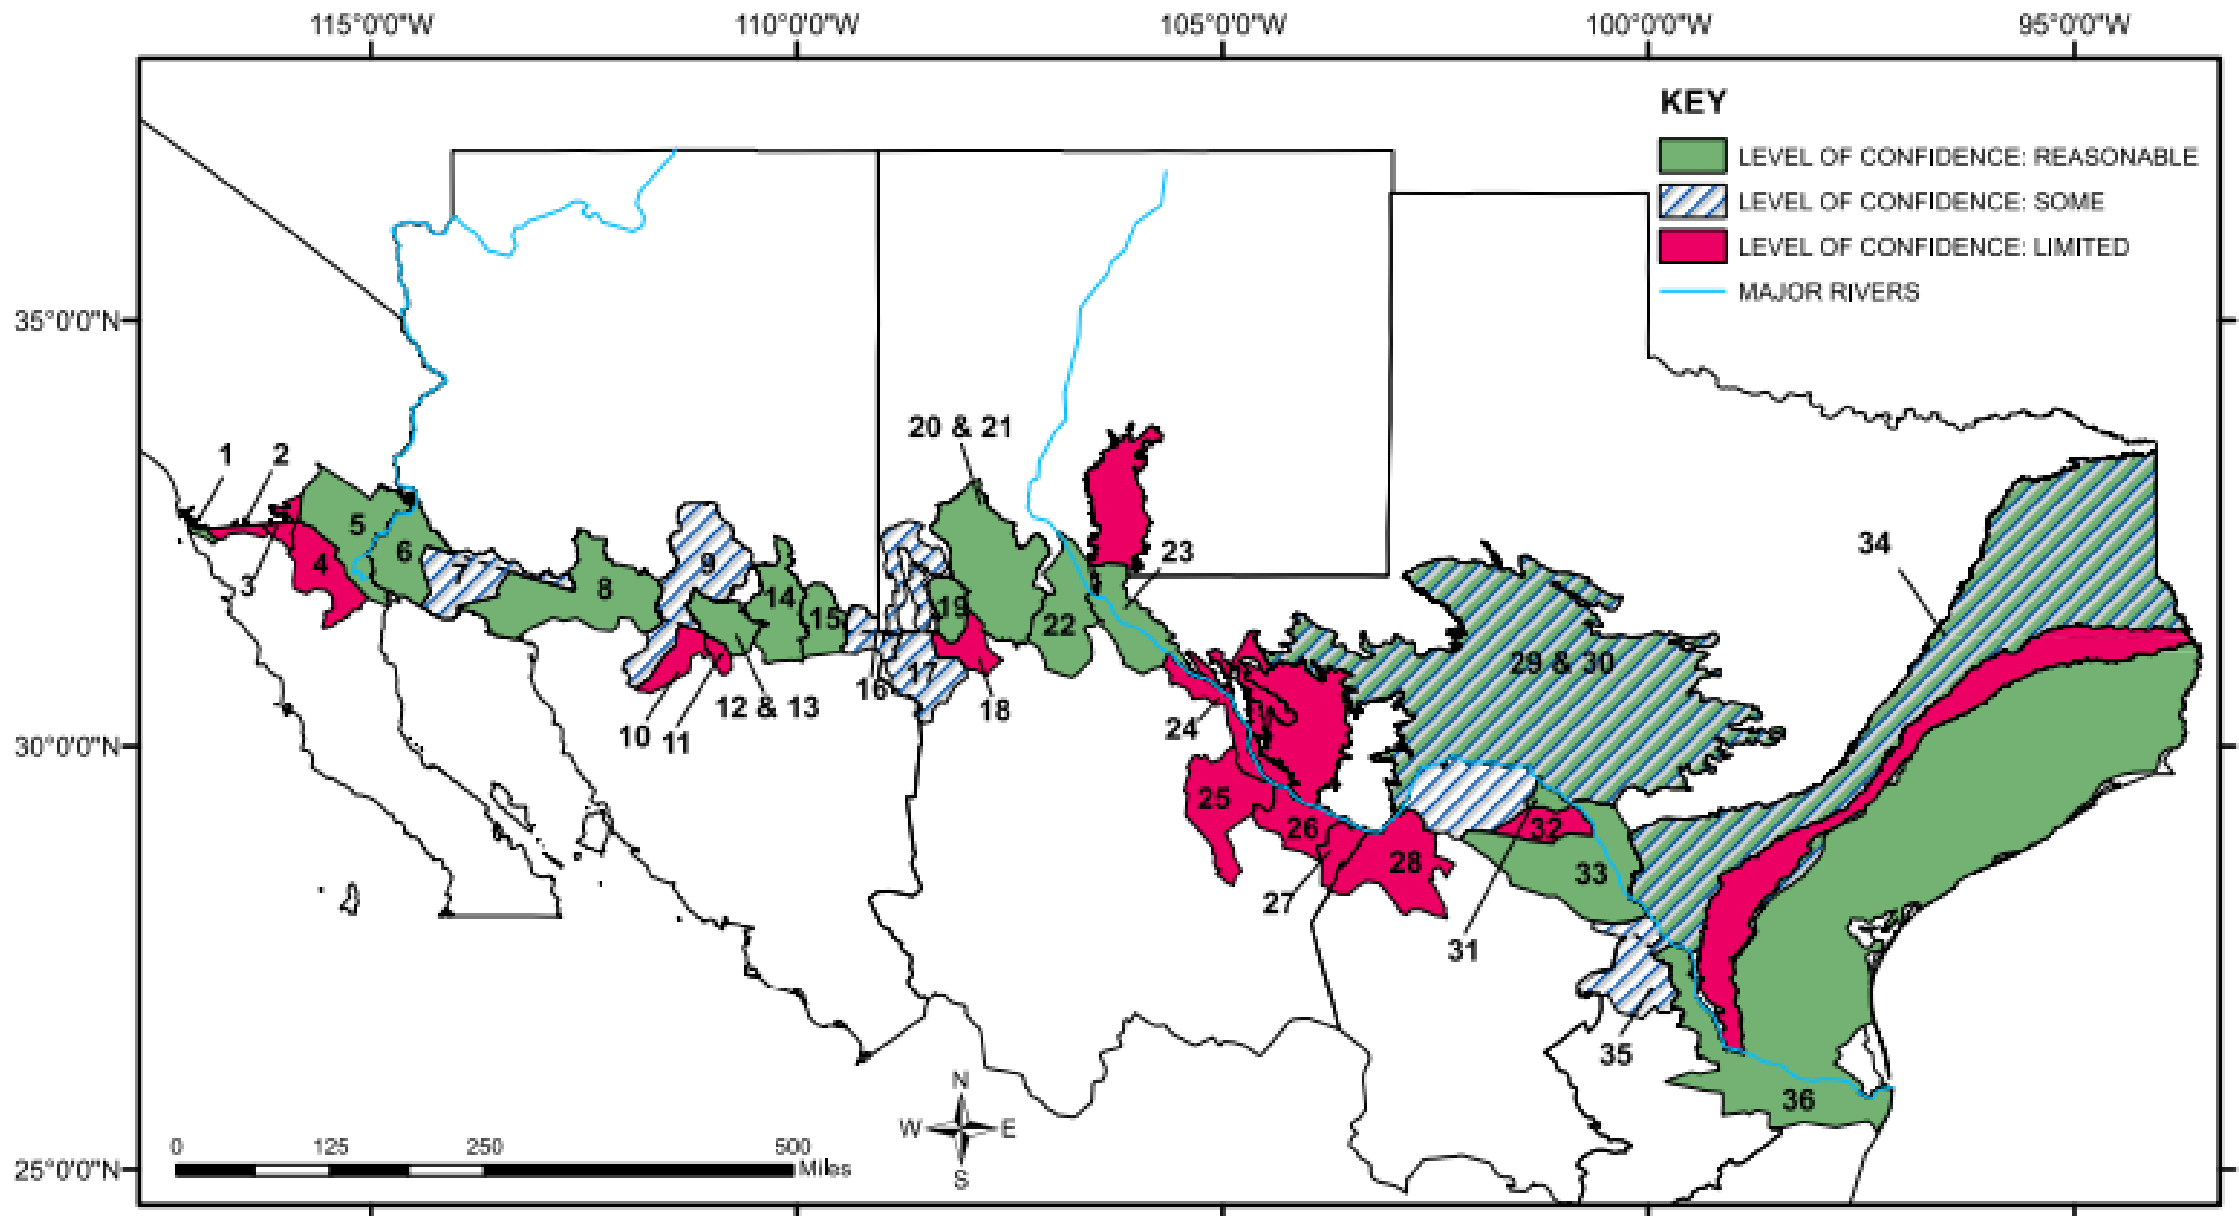 115°0'0"W 110°0'0"W 105°0'0"W 100°0'0"W 95°0'0"W
KEY
LEVEL OF CONFIDENCE: REASONABLE
LEVEL OF CONFIDENCE: SOME
LEVEL OF CONFIDENCE: LIMITED
MAJOR RIVERS
35°0'0"N
30°0'0"N
25°0'0"N
1
2
3
4
5
6
7
8
9
10
11
12 & 13
14
15
16
17
18
19
20 & 21
22
23
24
25
26
27
28
29 & 30
31
32
33
34
35
36
N
W E
S
0 125 250 500
Miles